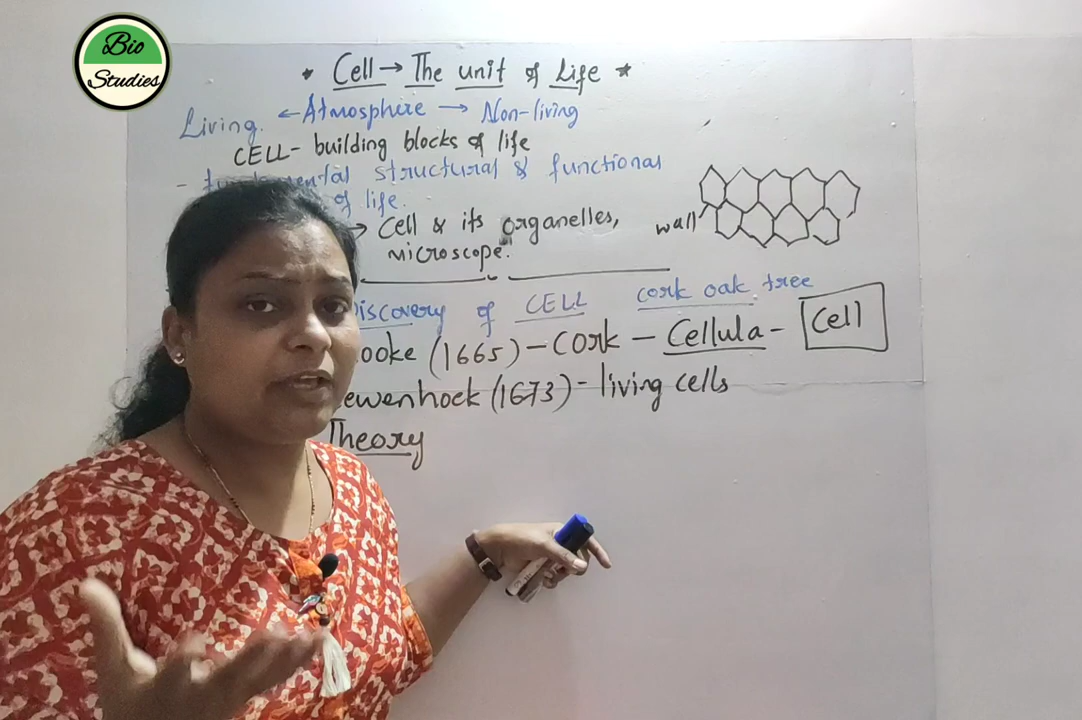 Bio
Studies
* Cell → The unit of Life *
Living ← Atmosphere → Non-living
CELL - building blocks of life
- structural & functional
of life.
→ Cell & its organelles,
microscope.
wall
Discovery of CELL cork oak tree
ooke (1665) - Cork - Cellula - Cell
ewenhock (1673) - living cells
Theory